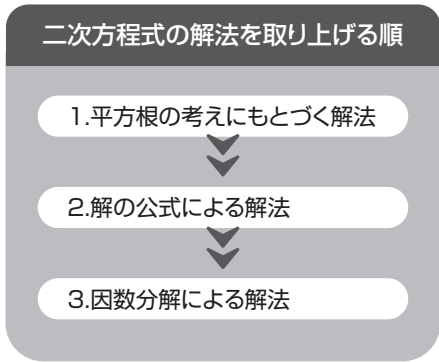 二次方程式の解法を取り上げる順
1.平方根の考えにもとづく解法
2.解の公式による解法
3.因数分解による解法